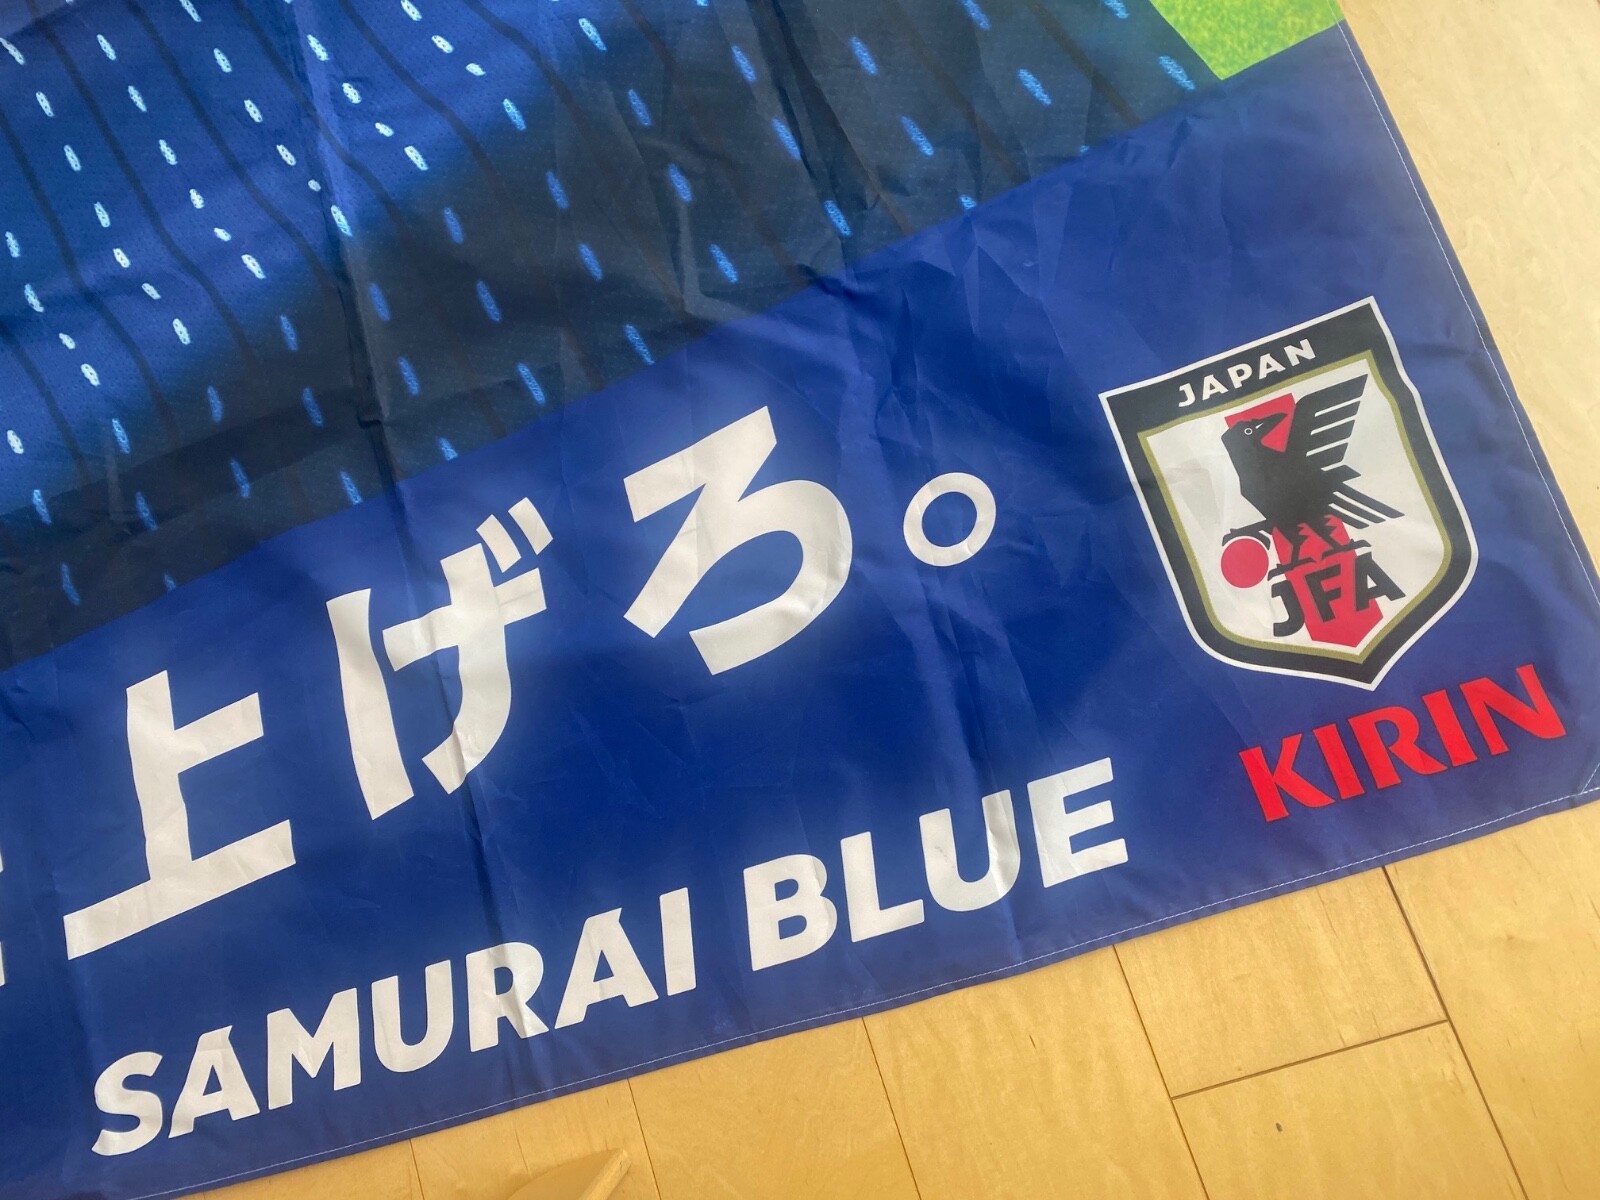 上げろ。
SAMURAI BLUE
JAPAN
JFA
KIRIN